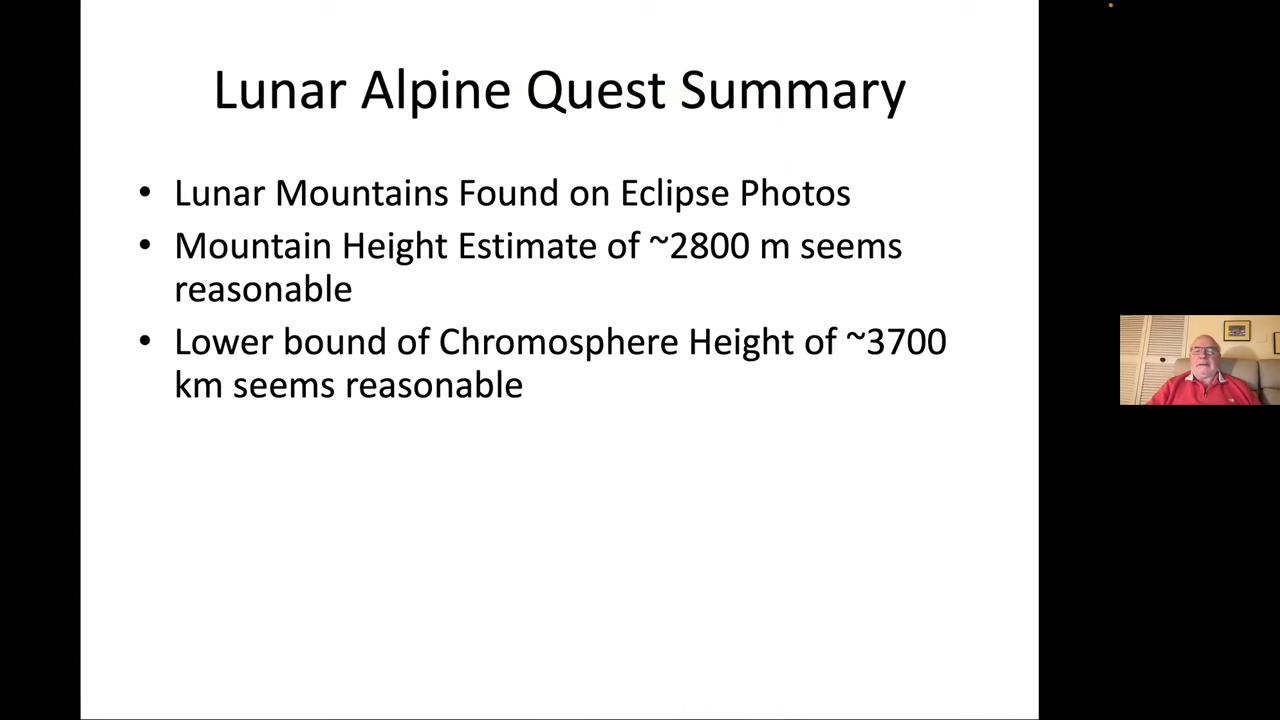 Lunar Alpine Quest Summary
• Lunar Mountains Found on Eclipse Photos
• Mountain Height Estimate of ~2800 m seems
reasonable
• Lower bound of Chromosphere Height of ~3700
km seems reasonable